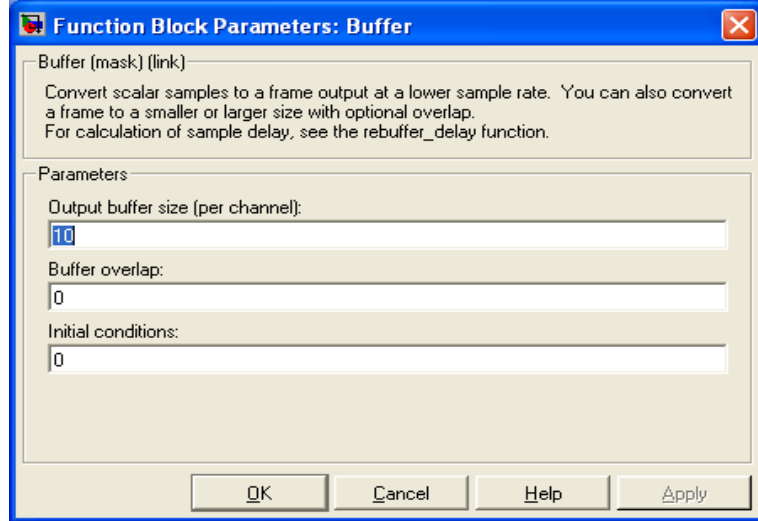 Function Block Parameters: Buffer
Buffer (mask) (link)
Convert scalar samples to a frame output at a lower sample rate.  You can also convert
a frame to a smaller or larger size with optional overlap.
For calculation of sample delay, see the rebuffer_delay function.
Parameters
Output buffer size (per channel):
10
Buffer overlap:
0
Initial conditions:
0
OK Cancel Help Apply